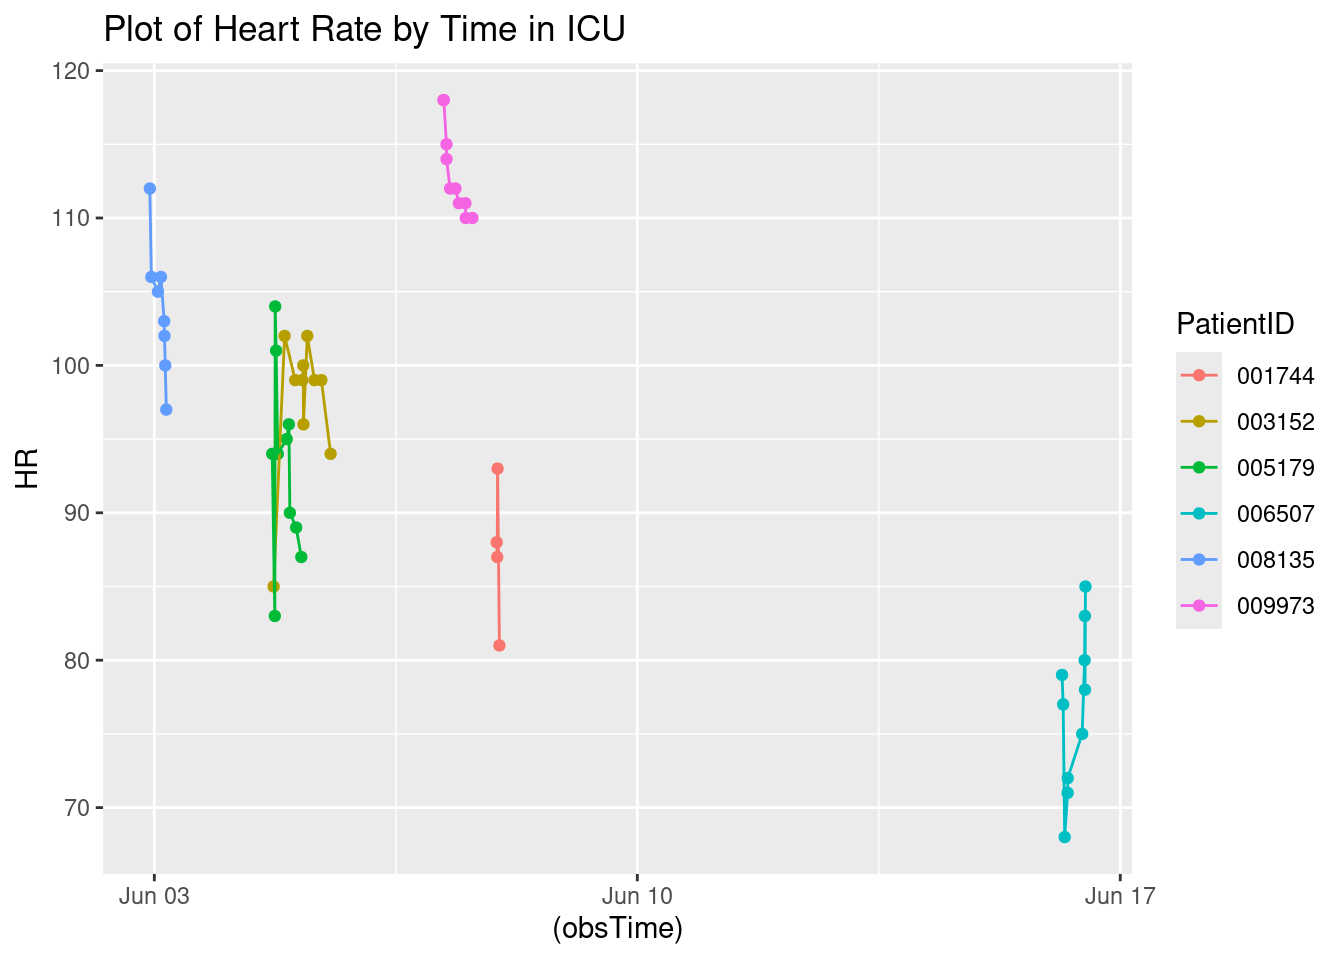 Plot of Heart Rate by Time in ICU
120
110
100
90
80
70
HR
Jun 03
Jun 10
Jun 17
(obsTime)
PatientID
001744
003152
005179
006507
008135
009973